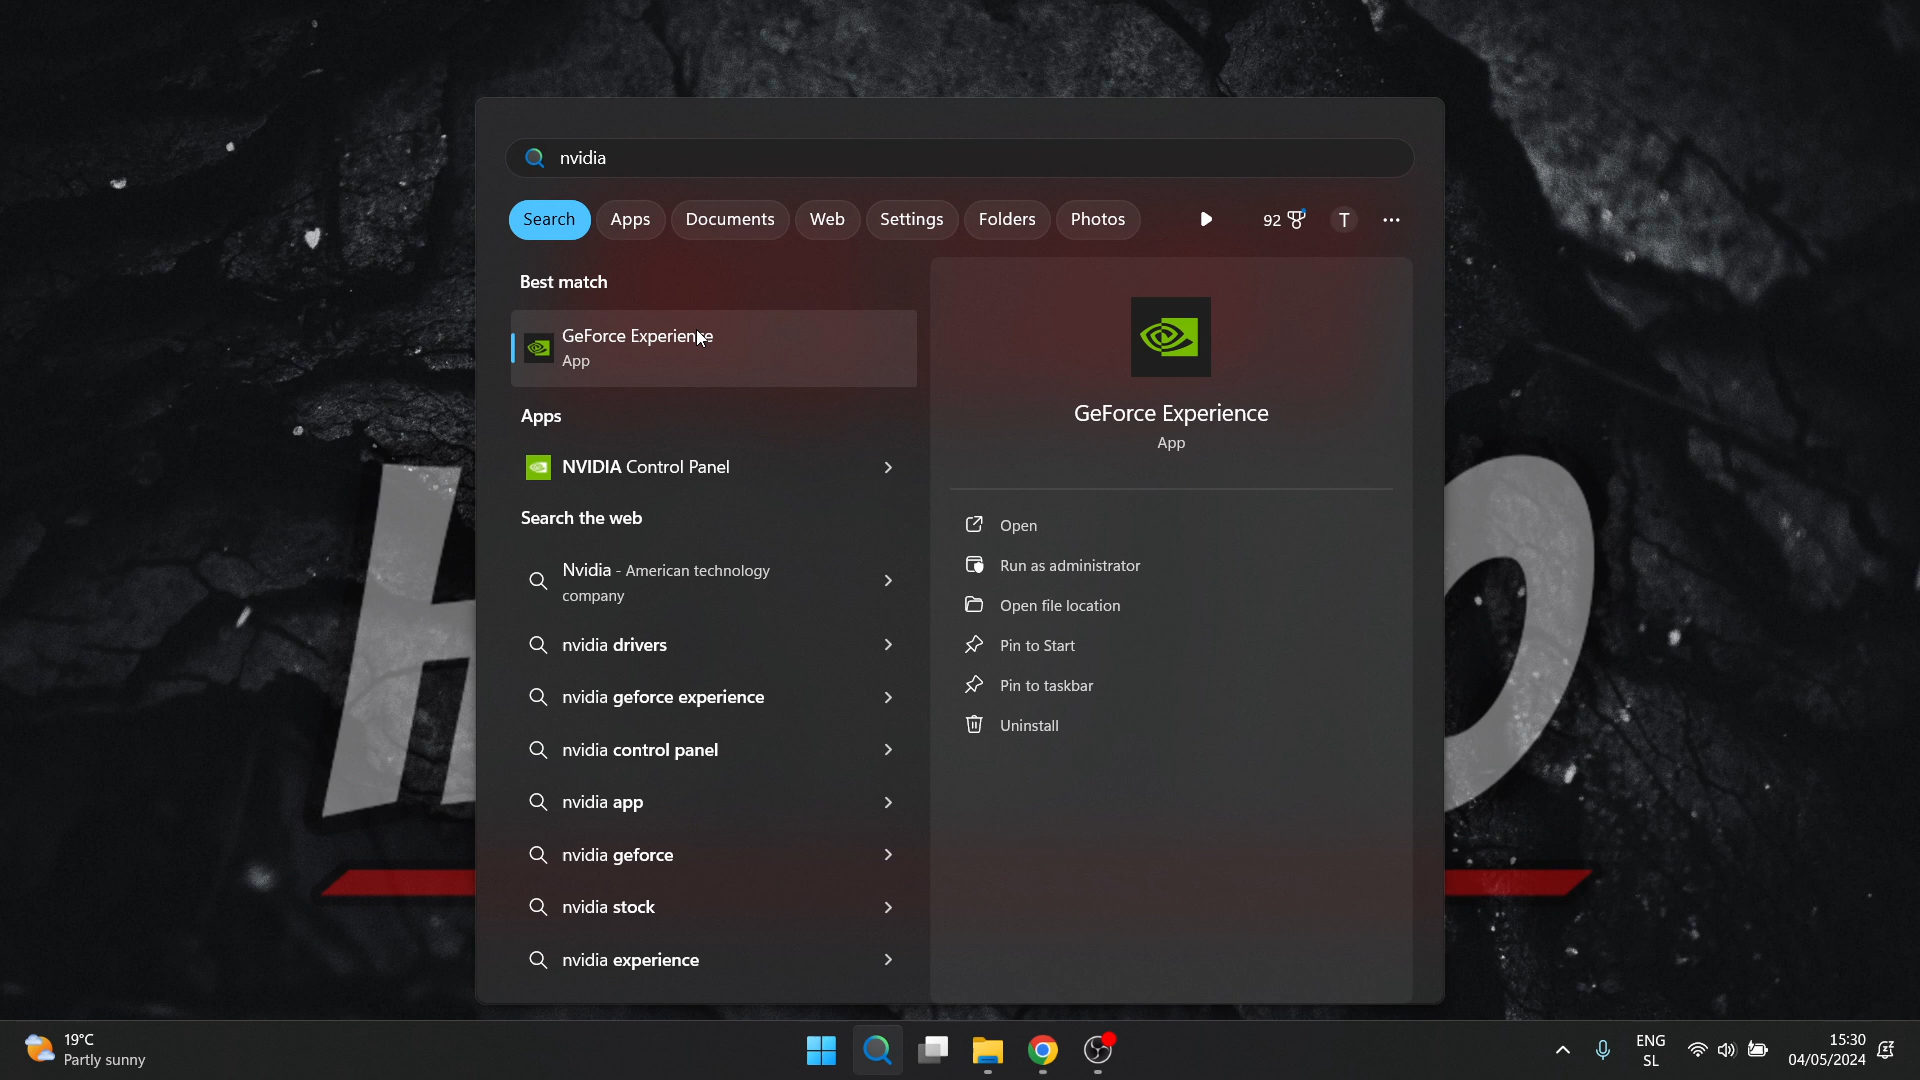 nvidia
Search Apps Documents Web Settings Folders Photos 92 T
Best match
GeForce Experience
App
Apps
NVIDIA Control Panel
Search the web
Nvidia - American technology
company
nvidia drivers
nvidia geforce experience
nvidia control panel
nvidia app
nvidia geforce
nvidia stock
nvidia experience
GeForce Experience
App
Open
Run as administrator
Open file location
Pin to Start
Pin to taskbar
Uninstall
19°C
Partly sunny
ENG
SL
15:30
04/05/2024